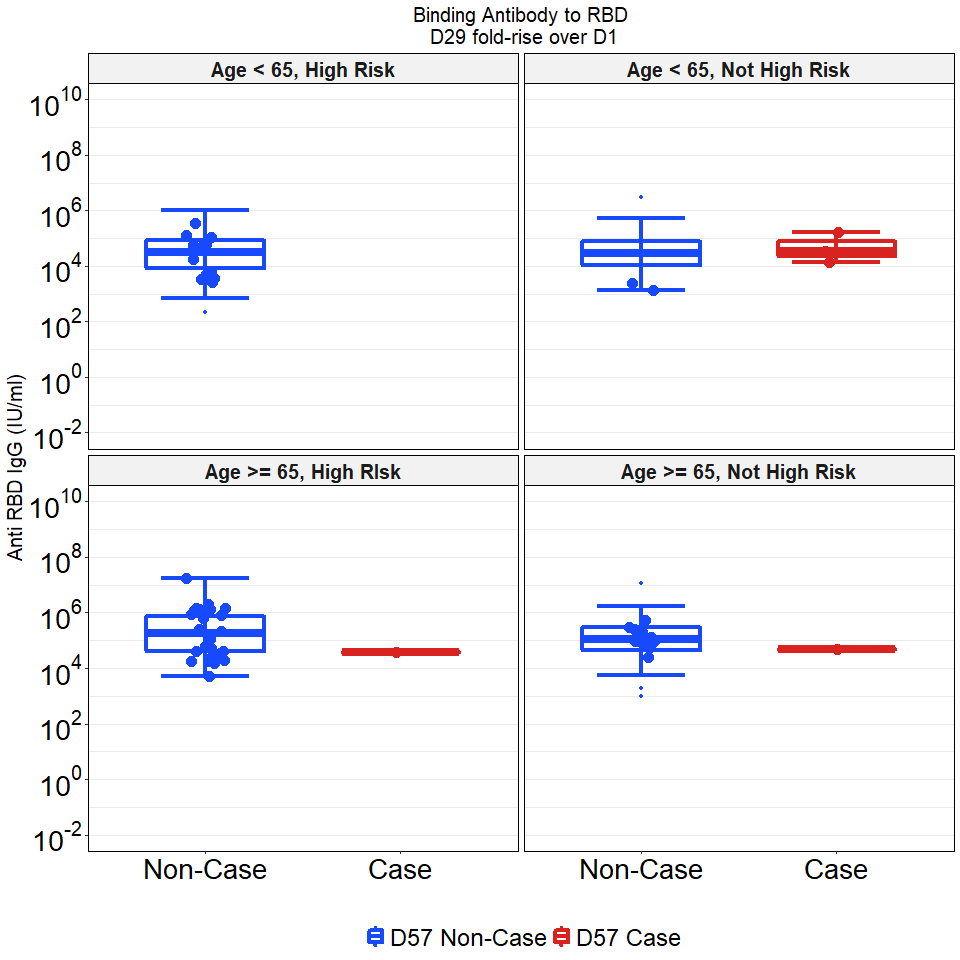 Binding Antibody to RBD
D29 fold-rise over D1
Age < 65, High Risk
Age < 65, Not High Risk
10^10
10^8
10^6
10^4
10^2
10^0
10^-2
Anti RBD IgG (IU/ml)
Age >= 65, High RIsk
Age >= 65, Not High Risk
10^10
10^8
10^6
10^4
10^2
10^0
10^-2
Non-Case Case Non-Case Case
D57 Non-Case D57 Case